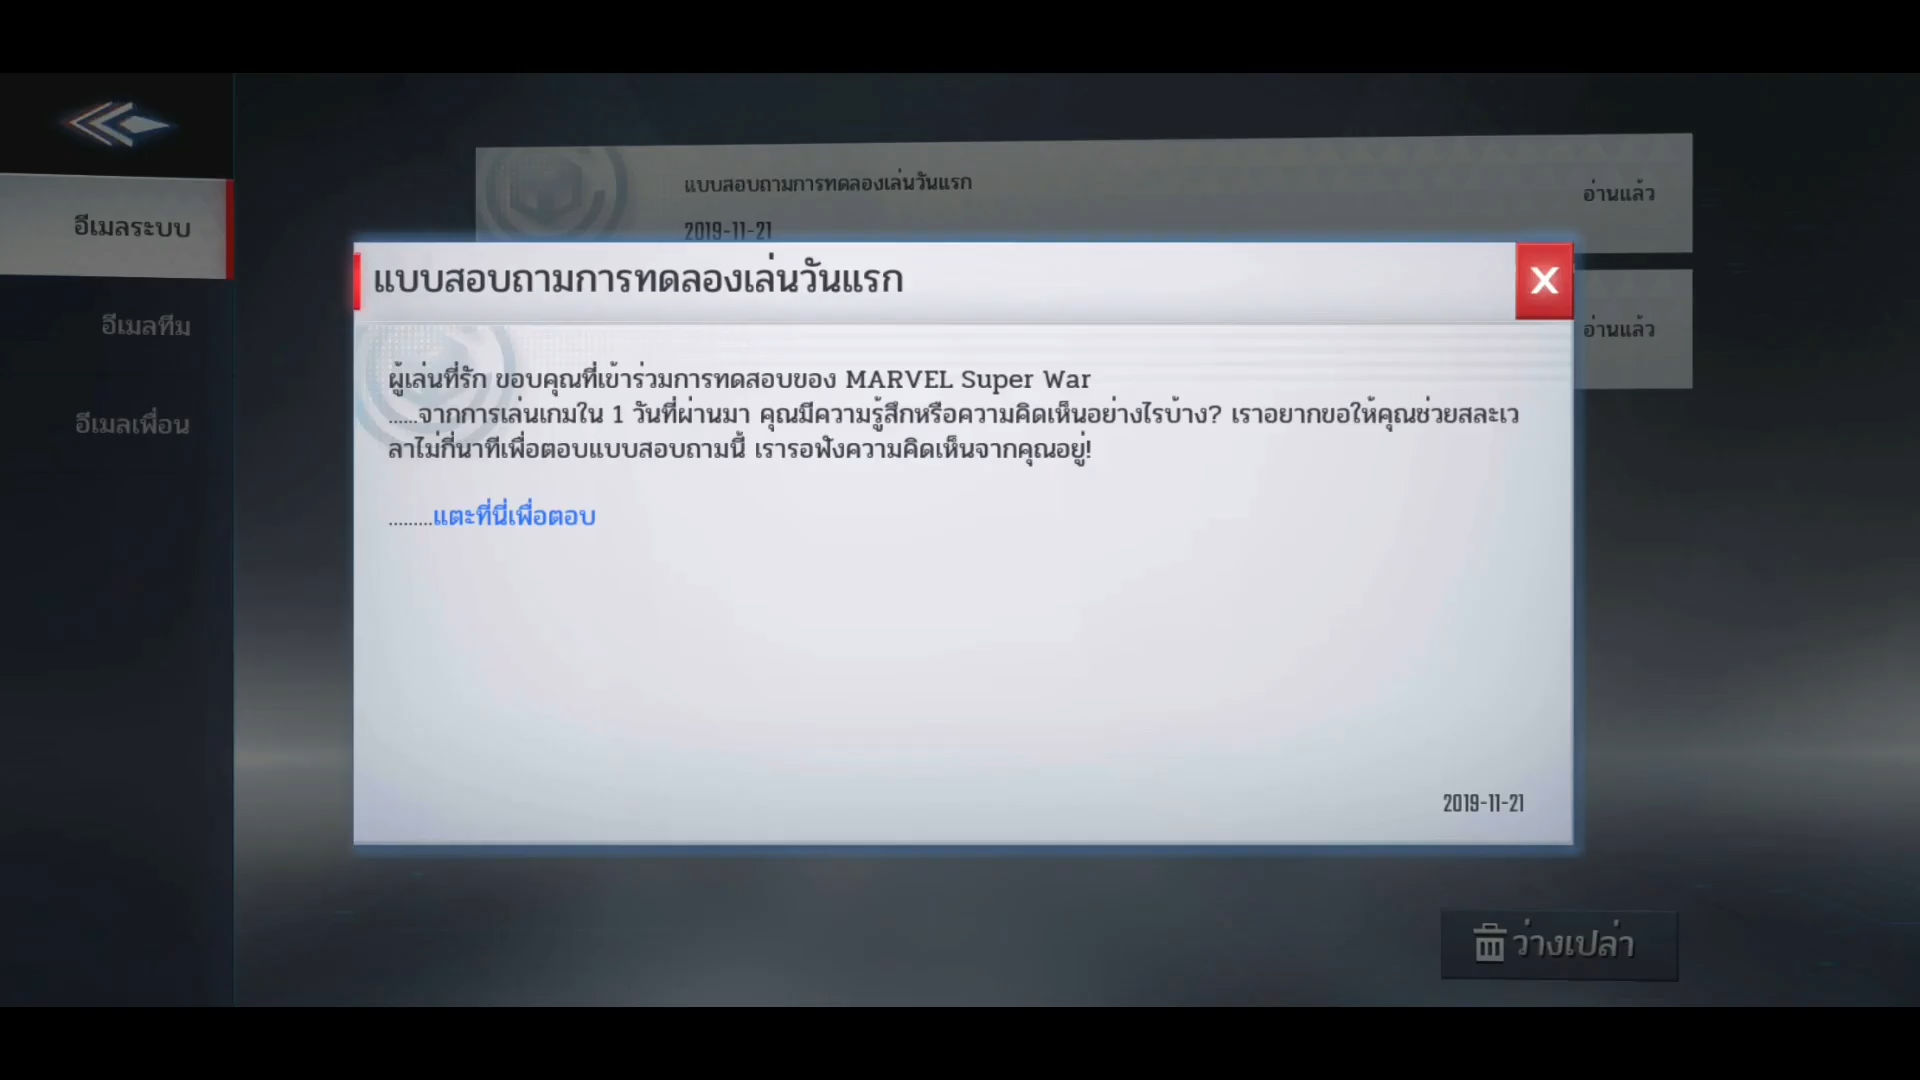 อีเมลระบบ
อีเมลทีม
อีเมลเพื่อน
แบบสอบถามการทดลองเล่นวันแรก
2019-11-21
อ่านแล้ว
อ่านแล้ว
แบบสอบถามการทดลองเล่นวันแรก
X
ผู้เล่นที่รัก ขอบคุณที่เข้าร่วมการทดสอบของ MARVEL Super War
......จากการเล่นเกมใน 1 วันที่ผ่านมา คุณมีความรู้สึกหรือความคิดเห็นอย่างไรบ้าง? เราอยากขอให้คุณช่วยสละเว
ลาไม่กี่นาทีเพื่อตอบแบบสอบถามนี้ เรารอฟังความคิดเห็นจากคุณอยู่!
.........แตะที่นี่เพื่อตอบ
2019-11-21
ว่างเปล่า